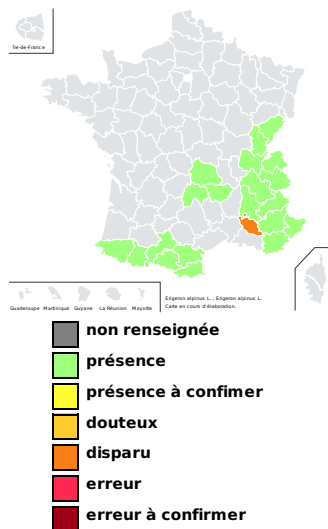 Île-de-France
Guadeloupe Martinique Guyane La Réunion Mayotte
Erigeron alpinus L. , Erigeron alpinus L.
Carte en cours d'élaboration.
non renseignée
présence
présence à confimer
douteux
disparu
erreur
erreur à confirmer